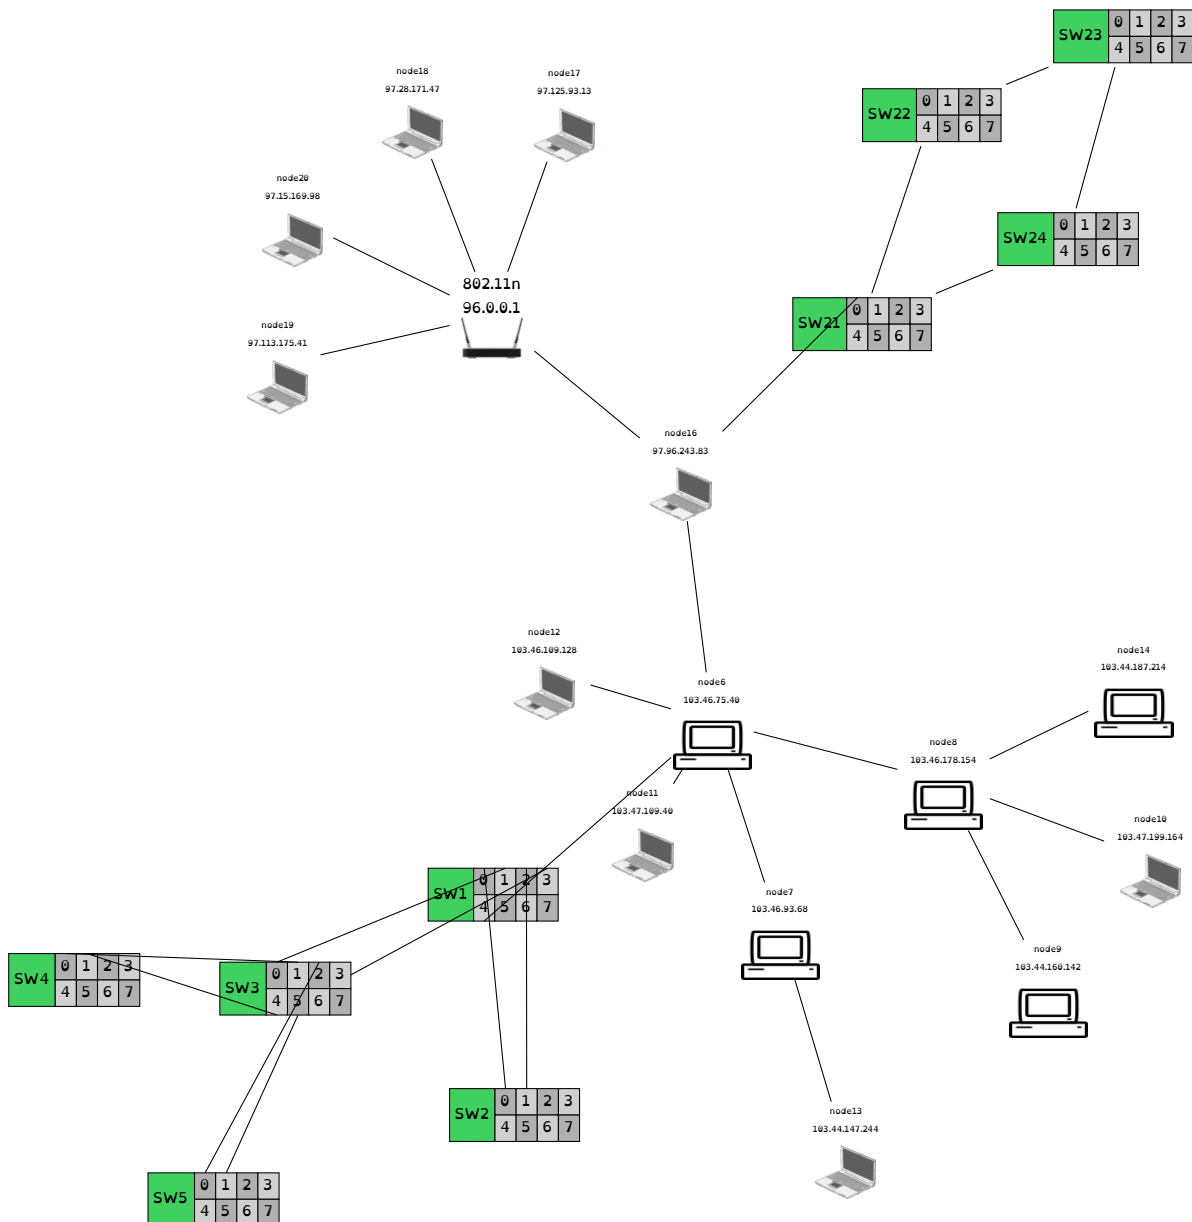 SW23 0 1 2 3
4 5 6 7
node18
97.28.171.47
node17
97.125.93.13
SW22 0 1 2 3
4 5 6 7
node20
97.15.169.98
SW24 0 1 2 3
4 5 6 7
802.11n
96.0.0.1
SW21 0 1 2 3
4 5 6 7
node19
97.113.175.41
node16
97.96.243.83
node12
103.46.109.128
node14
103.44.187.214
node6
103.46.75.40
node8
103.46.178.154
node11
103.47.109.40
node10
103.47.199.164
SW1 0 1 2 3
4 5 6 7
node7
103.46.93.68
node9
103.44.160.142
SW4 0 1 2 3
4 5 6 7
SW3 0 1 2 3
4 5 6 7
SW2 0 1 2 3
4 5 6 7
node13
103.44.147.244
SW5 0 1 2 3
4 5 6 7